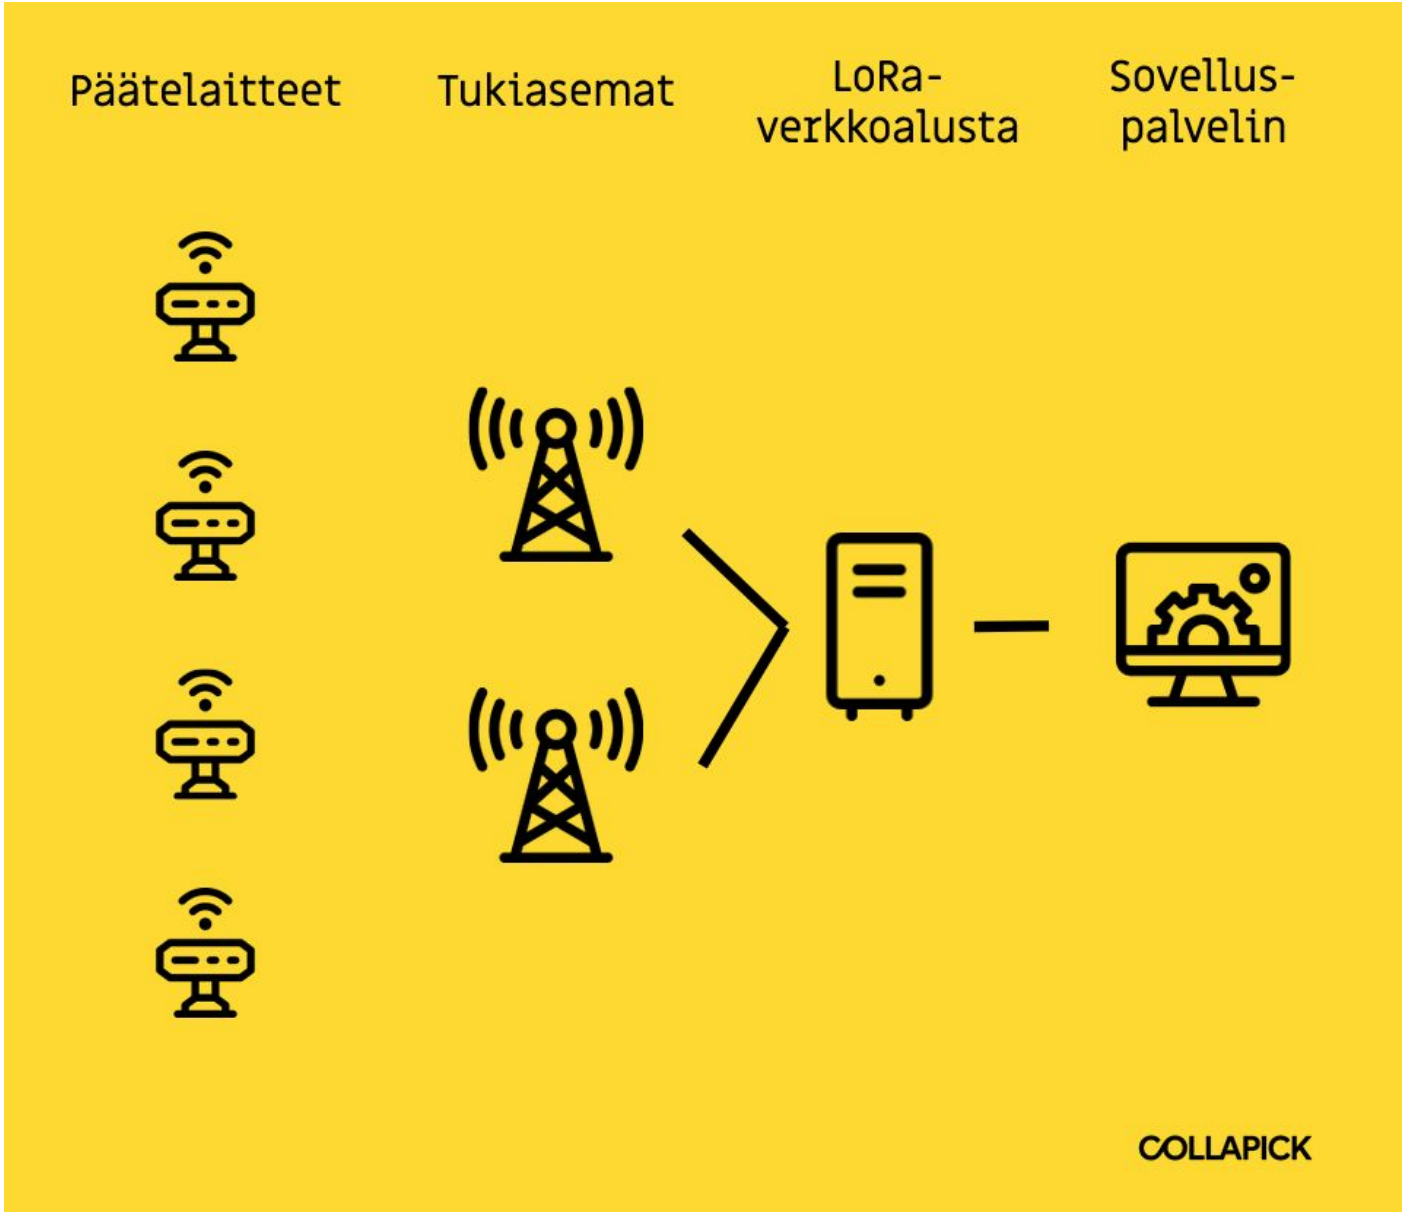 Päätelaitteet
Tukiasemat
LoRa-
verkkoalusta
Sovellus-
palvelin
COLLAPICK